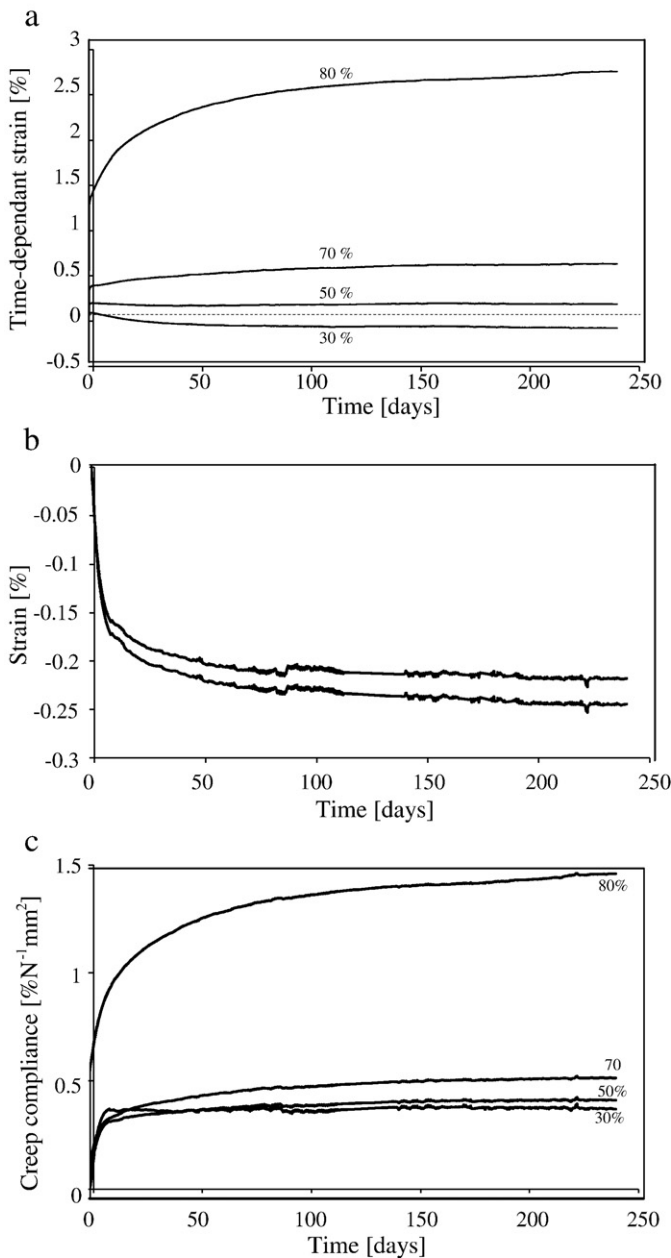 a
3
2.5
2
1.5
1
0.5
0
-0.5
Time-dependant strain [%]
80 %
70 %
50 %
30 %
0 50 100 150 200 250
Time [days]
b
0
-0.05
-0.1
-0.15
-0.2
-0.25
-0.3
Strain [%]
0 50 100 150 200 250
Time [days]
c
1.5
1
0.5
0
Creep compliance [%N⁻¹mm²]
80%
70
50%
30%
0 50 100 150 200 250
Time [days]